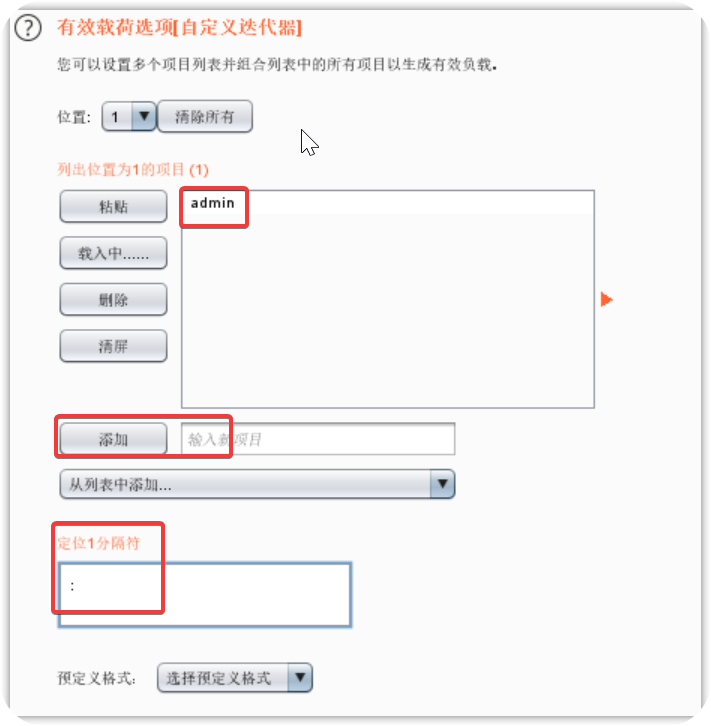 有效载荷选项[自定义迭代器]
您可以设置多个项目列表并组合列表中的所有项目以生成有效负载.
位置: 1 清除所有
列出位置为1的项目 (1)
粘贴
admin
载入中......
删除
清屏
添加 输入新项目
从列表中添加...
定位1分隔符
:
预定义格式: 选择预定义格式